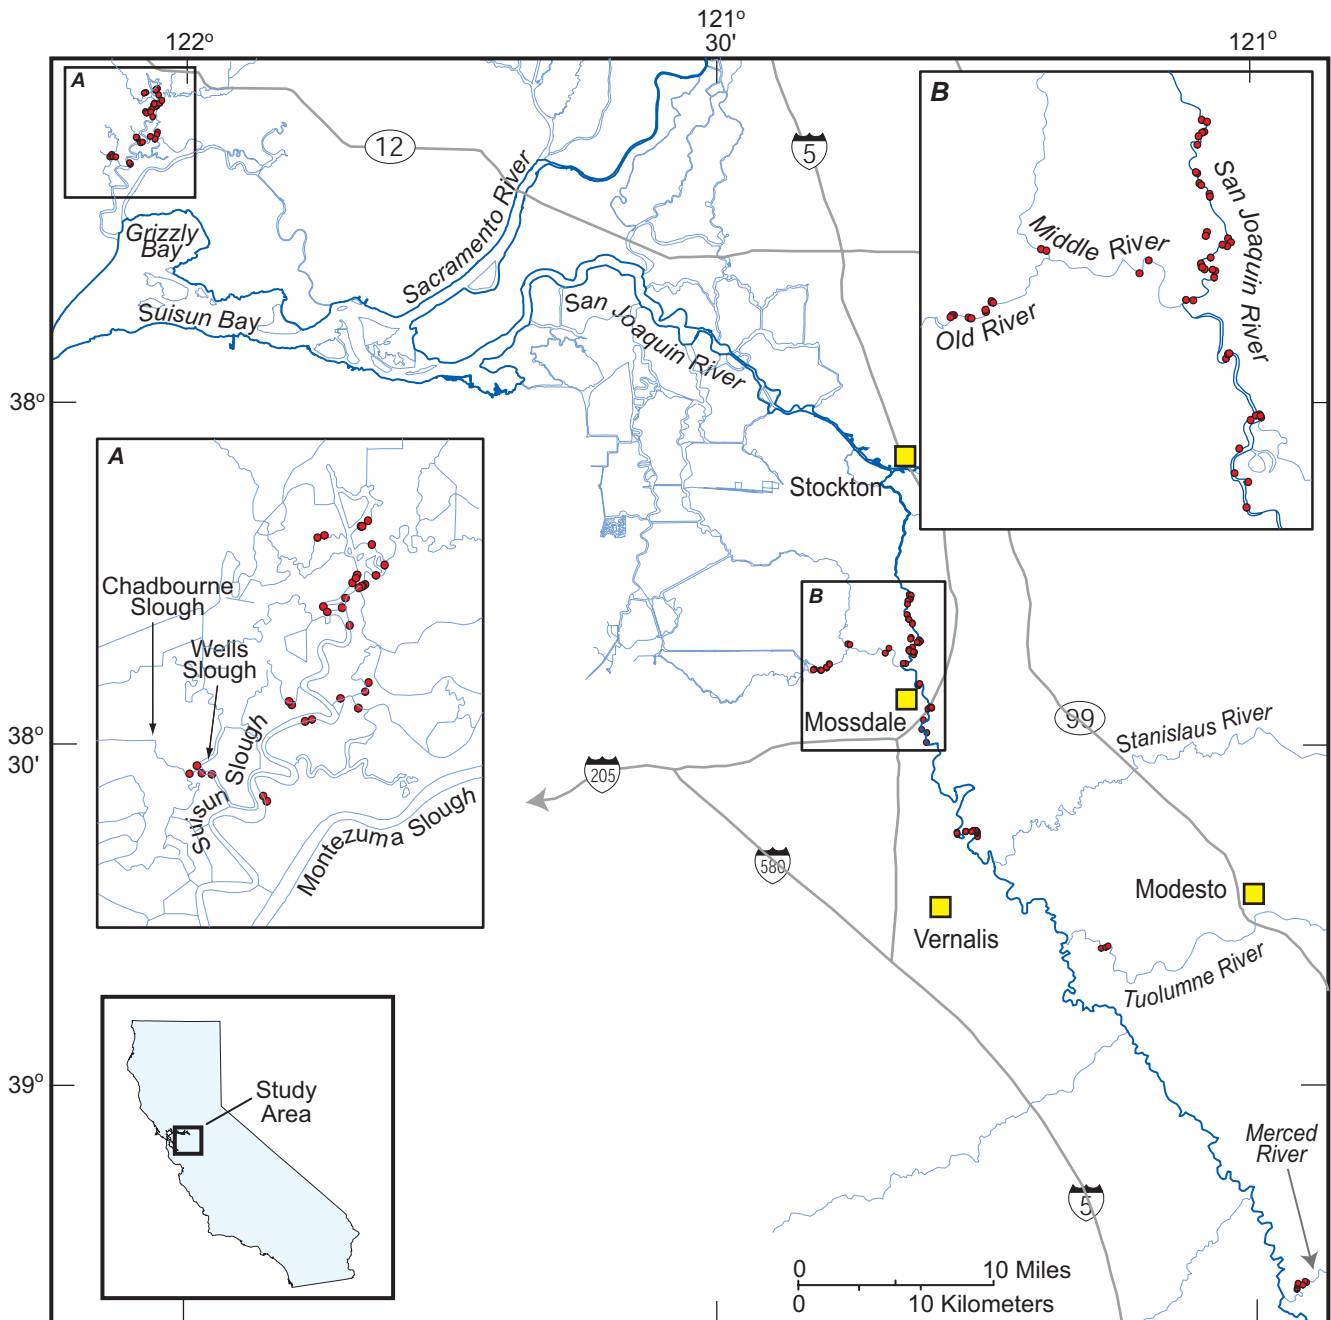 122°
121°
30'
121°
A
12
5
B
Sacramento River
San Joaquin River
Middle River
Old River
Grizzly
Bay
Suisun Bay
San Joaquin River
38°
Stockton
A
Chadbourne
Slough
Wells
Slough
Suisun Slough
Montezuma Slough
B
Mossdale
38°
30'
99
Stanislaus River
205
580
Modesto
Vernalis
Tuolumne River
39°
Study
Area
Merced
River
5
0 10 Miles
0 10 Kilometers